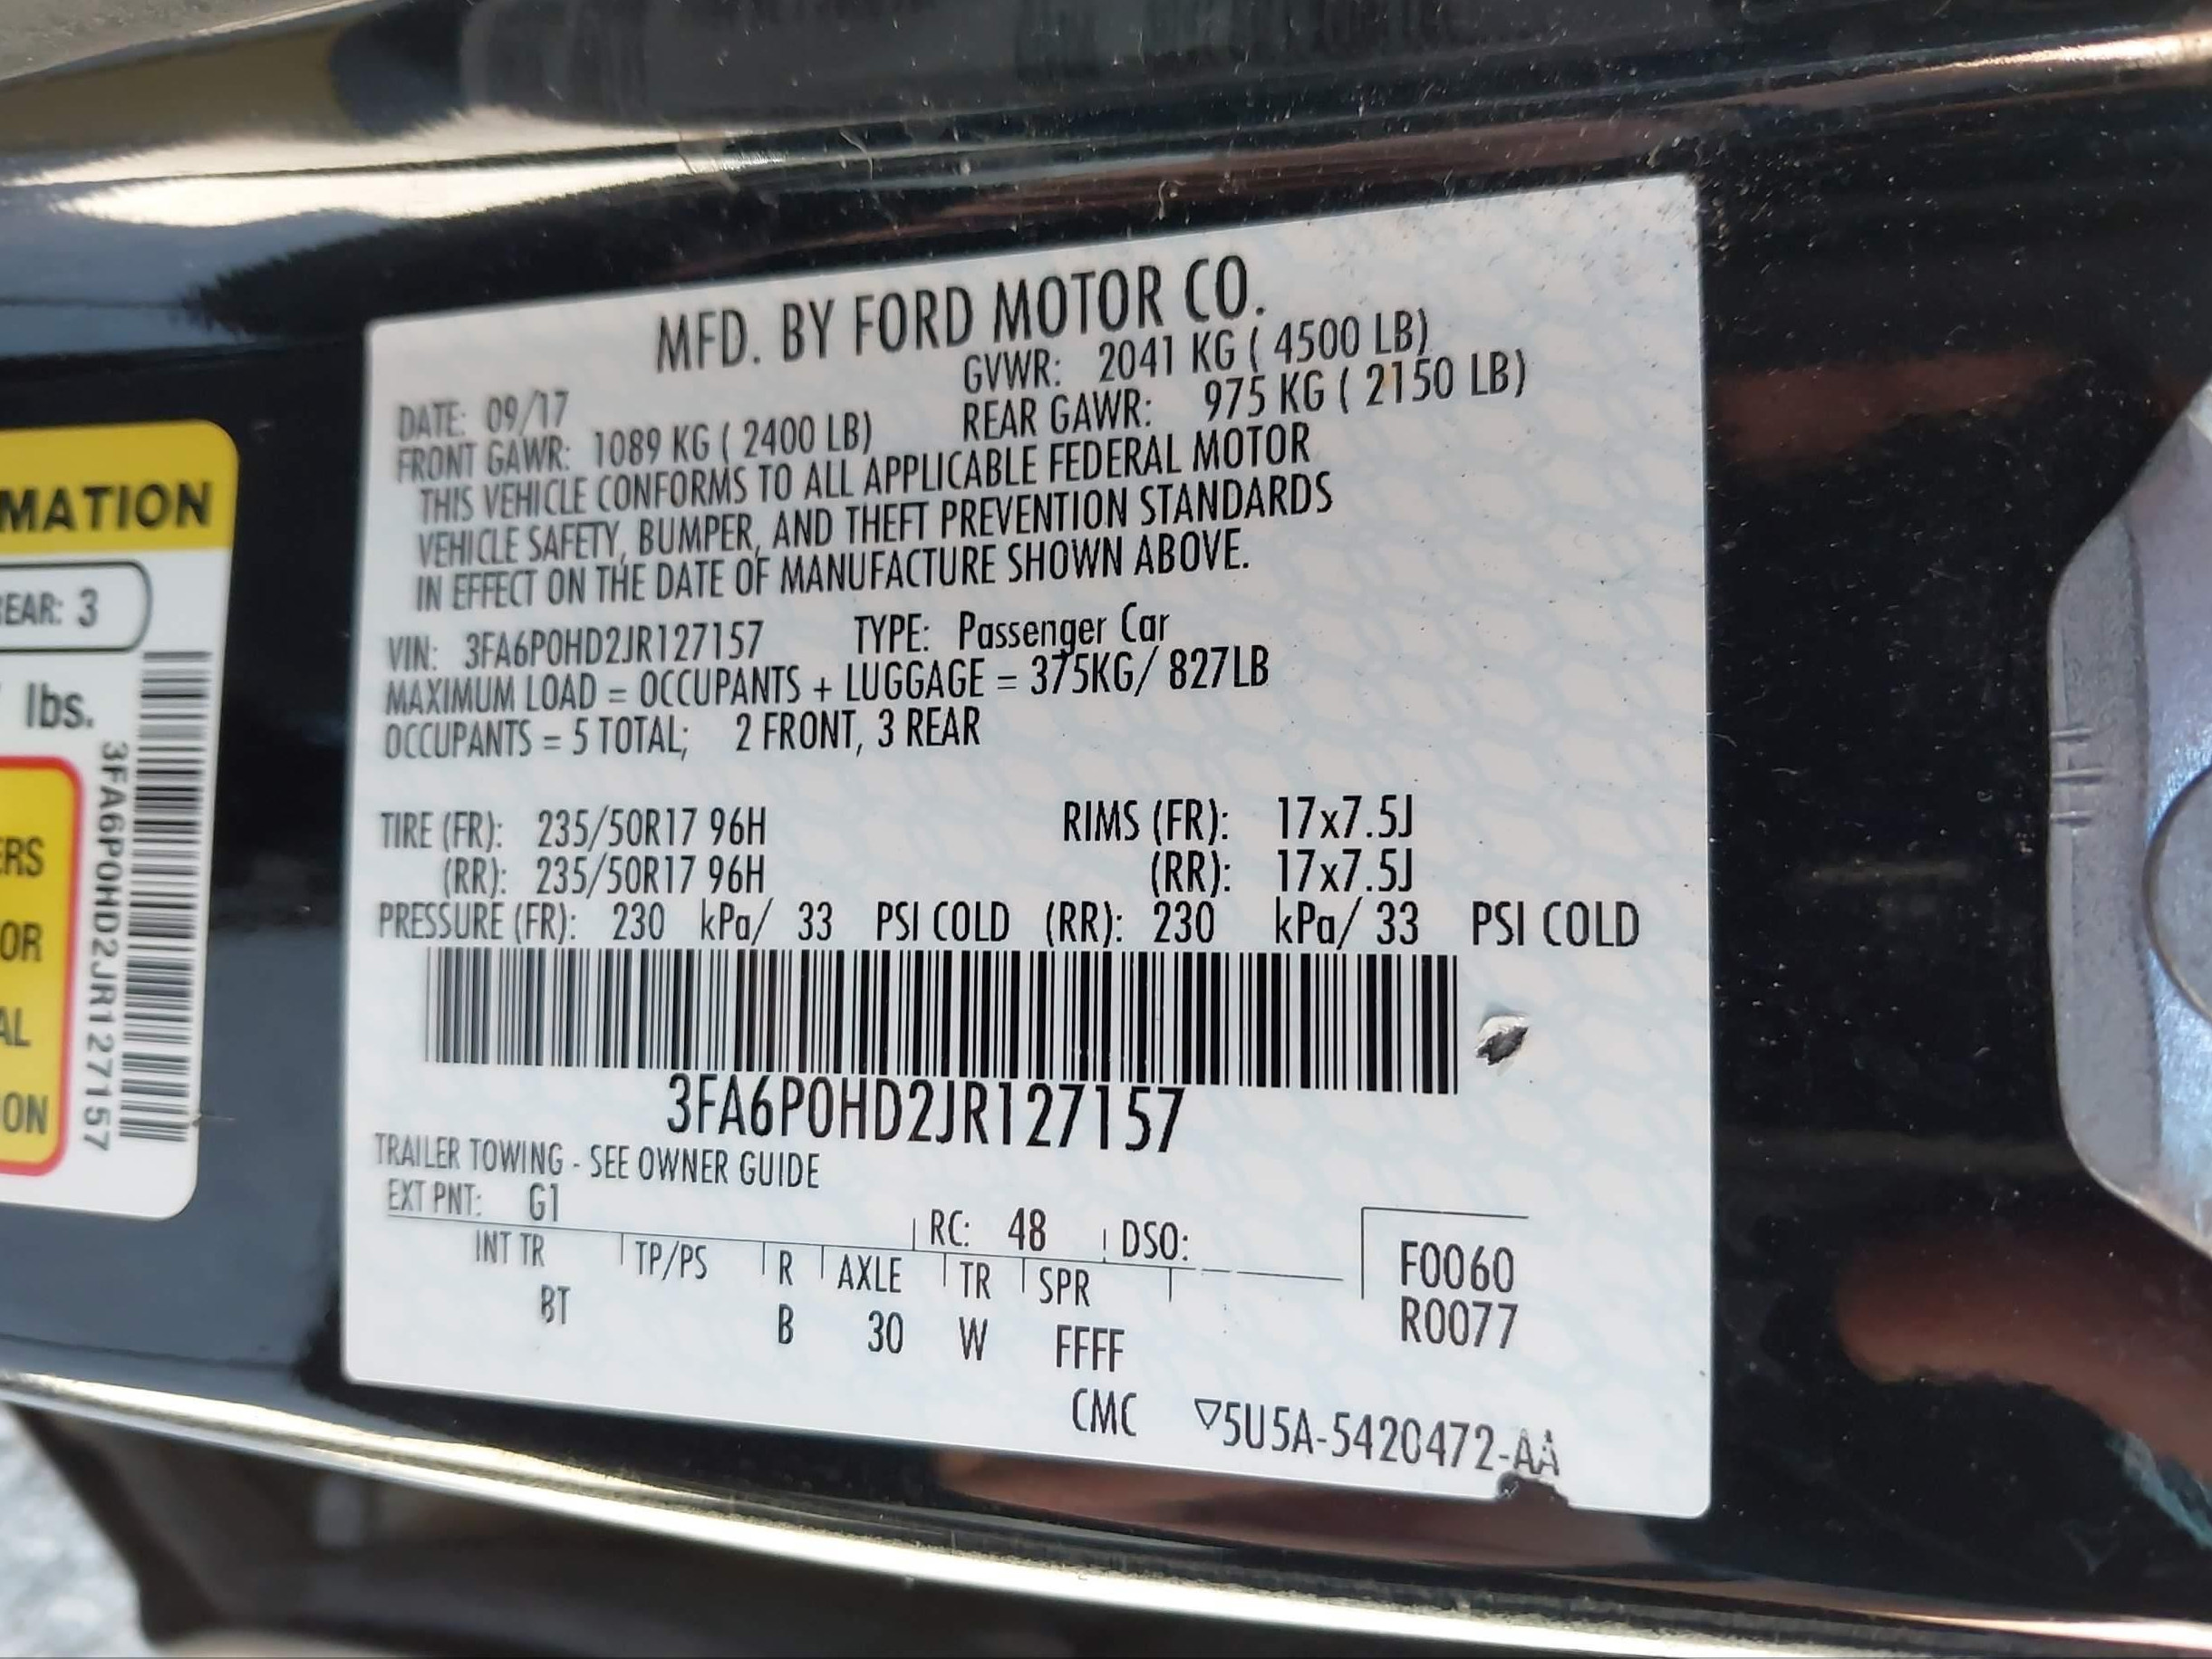 MFD. BY FORD MOTOR CO.
DATE: 09/17 GVWR: 2041 KG ( 4500 LB)
FRONT GAWR: 1089 KG ( 2400 LB) REAR GAWR: 975 KG ( 2150 LB)
THIS VEHICLE CONFORMS TO ALL APPLICABLE FEDERAL MOTOR
VEHICLE SAFETY, BUMPER, AND THEFT PREVENTION STANDARDS
IN EFFECT ON THE DATE OF MANUFACTURE SHOWN ABOVE.
VIN: 3FA6P0HD2JR127157 TYPE: Passenger Car
MAXIMUM LOAD = OCCUPANTS + LUGGAGE = 375KG/ 827LB
OCCUPANTS = 5 TOTAL; 2 FRONT, 3 REAR
TIRE (FR): 235/50R17 96H RIMS (FR): 17x7.5J
(RR): 235/50R17 96H (RR): 17x7.5J
PRESSURE (FR): 230 kPa/ 33 PSI COLD (RR): 230 kPa/ 33 PSI COLD
3FA6P0HD2JR127157
TRAILER TOWING - SEE OWNER GUIDE
EXT PNT: G1 RC: 48 DSO:
INT TR TP/PS R AXLE TR SPR F0060
BT B 30 W FFFF R0077
CMC ▽5U5A-5420472-AA
MATION
EAR: 3
lbs.
ERS
OR
AL
ON
3FA6P0HD2JR127157